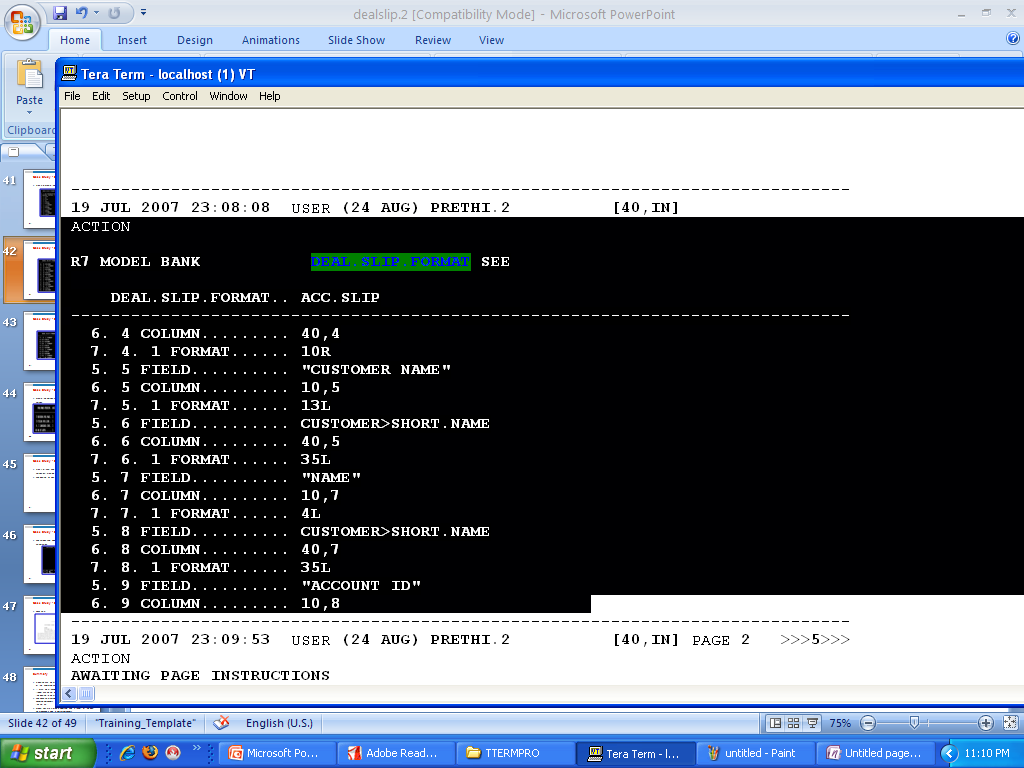 dealslip.2 [Compatibility Mode] - Microsoft PowerPoint
Home Insert Design Animations Slide Show Review View
Paste
Clipboard
Tera Term - localhost (1) VT
File Edit Setup Control Window Help
--------------------------------------------------------------------------------
19 JUL 2007 23:08:08 USER (24 AUG) PRETHI.2 [40,IN]
ACTION
R7 MODEL BANK DEAL.SLIP.FORMAT SEE
DEAL.SLIP.FORMAT.. ACC.SLIP
--------------------------------------------------------------------------------
6. 4 COLUMN......... 40,4
7. 4. 1 FORMAT...... 10R
5. 5 FIELD.......... "CUSTOMER NAME"
6. 5 COLUMN......... 10,5
7. 5. 1 FORMAT...... 13L
5. 6 FIELD.......... CUSTOMER>SHORT.NAME
6. 6 COLUMN......... 40,5
7. 6. 1 FORMAT...... 35L
5. 7 FIELD.......... "NAME"
6. 7 COLUMN......... 10,7
7. 7. 1 FORMAT...... 4L
5. 8 FIELD.......... CUSTOMER>SHORT.NAME
6. 8 COLUMN......... 40,7
7. 8. 1 FORMAT...... 35L
5. 9 FIELD.......... "ACCOUNT ID"
6. 9 COLUMN......... 10,8
--------------------------------------------------------------------------------
19 JUL 2007 23:09:53 USER (24 AUG) PRETHI.2 [40,IN] PAGE 2 >>>5>>>
ACTION
AWAITING PAGE INSTRUCTIONS
41
42
43
44
45
46
47
48
Slide 42 of 49 "Training_Template" English (U.S.) 75%
start Microsoft Po... Adobe Read... TTERMPRO Tera Term - l... untitled - Paint Untitled page... 11:10 PM